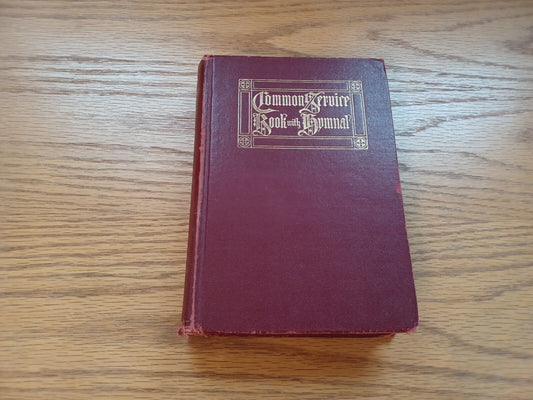 Common Service
Book with Hymnal